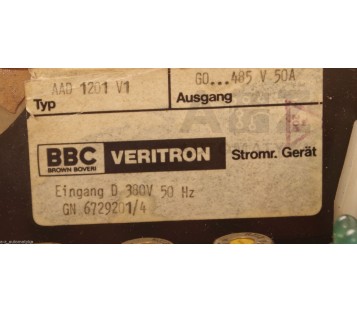 AAD 1201 V1
G0...485 V 50A
Typ
Ausgang
BBC VERITRON Stromr. Gerät
BROWN BOVERI
Eingang D 380V 50 Hz
GN 6729201/4